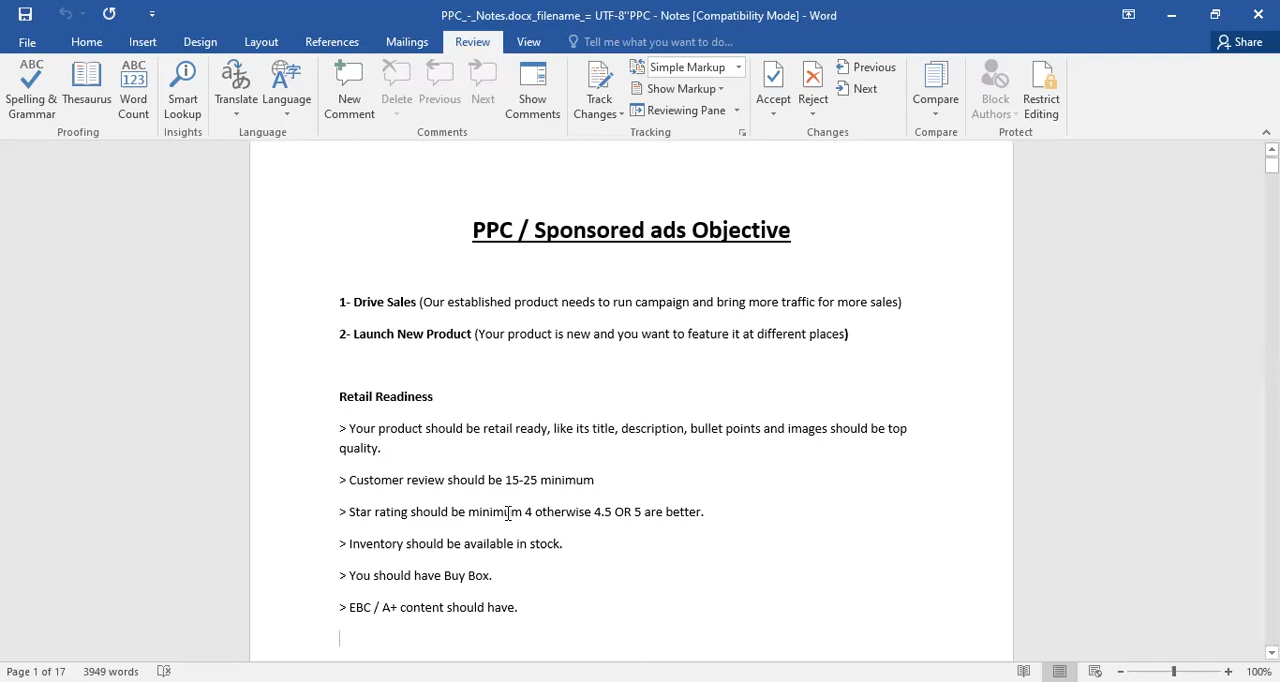 PPC_-_Notes.docx_filename_= UTF-8''PPC - Notes [Compatibility Mode] - Word
File Home Insert Design Layout References Mailings Review View Tell me what you want to do... Share
ABC Spelling & Grammar
Thesaurus
ABC 123 Word Count
Proofing
Smart Lookup
Insights
Translate
Language
Language
New Comment
Delete
Previous
Next
Show Comments
Comments
Track Changes
Simple Markup
Show Markup
Reviewing Pane
Tracking
Accept
Reject
Previous
Next
Changes
Compare
Compare
Block Authors
Restrict Editing
Protect
PPC / Sponsored ads Objective
1- Drive Sales (Our established product needs to run campaign and bring more traffic for more sales)
2- Launch New Product (Your product is new and you want to feature it at different places)
Retail Readiness
> Your product should be retail ready, like its title, description, bullet points and images should be top
quality.
> Customer review should be 15-25 minimum
> Star rating should be minimum 4 otherwise 4.5 OR 5 are better.
> Inventory should be available in stock.
> You should have Buy Box.
> EBC / A+ content should have.
Page 1 of 17 3949 words 100%